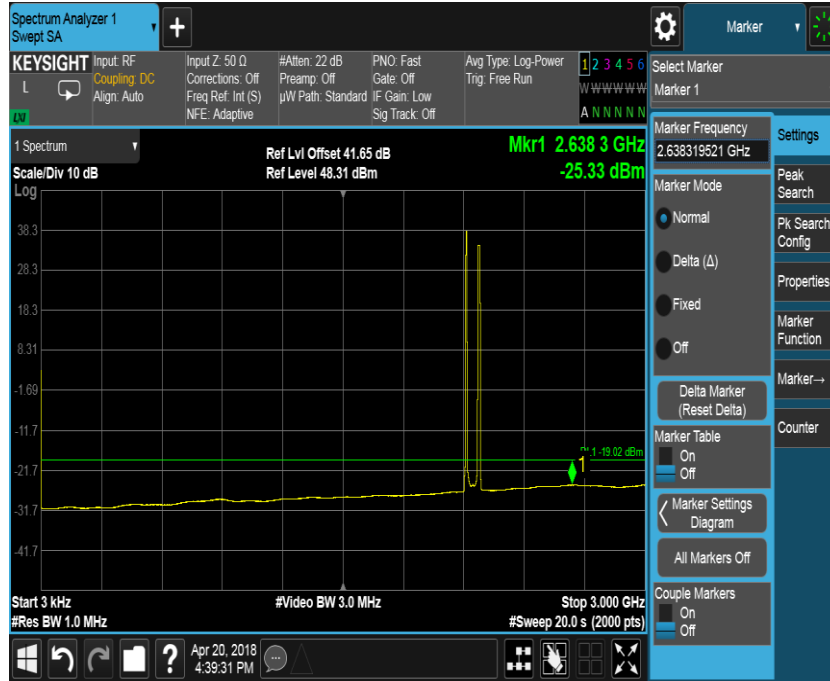 Spectrum Analyzer 1
Swept SA
+
Marker
KEYSIGHT
L
LXI
Input: RF
Coupling: DC
Align: Auto
Input Z: 50 Ω
Corrections: Off
Freq Ref: Int (S)
NFE: Adaptive
#Atten: 22 dB
Preamp: Off
µW Path: Standard
PNO: Fast
Gate: Off
IF Gain: Low
Sig Track: Off
Avg Type: Log-Power
Trig: Free Run
1 2 3 4 5 6
W W W W W W
A N N N N N
Select Marker
Marker 1
1 Spectrum
Scale/Div 10 dB
Log
Ref Lvl Offset 41.65 dB
Ref Level 48.31 dBm
Mkr1 2.638 3 GHz
-25.33 dBm
38.3
28.3
18.3
8.31
-1.69
-11.7
-21.7
-31.7
-41.7
-19.02 dBm
1
Start 3 kHz
#Res BW 1.0 MHz
#Video BW 3.0 MHz
Stop 3.000 GHz
#Sweep 20.0 s (2000 pts)
Marker Frequency
2.638319521 GHz
Marker Mode
Normal
Delta (Δ)
Fixed
Off
Delta Marker
(Reset Delta)
Marker Table
On
Off
Marker Settings
Diagram
All Markers Off
Couple Markers
On
Off
Settings
Peak
Search
Pk Search
Config
Properties
Marker
Function
Marker→
Counter
?
Apr 20, 2018
4:39:31 PM